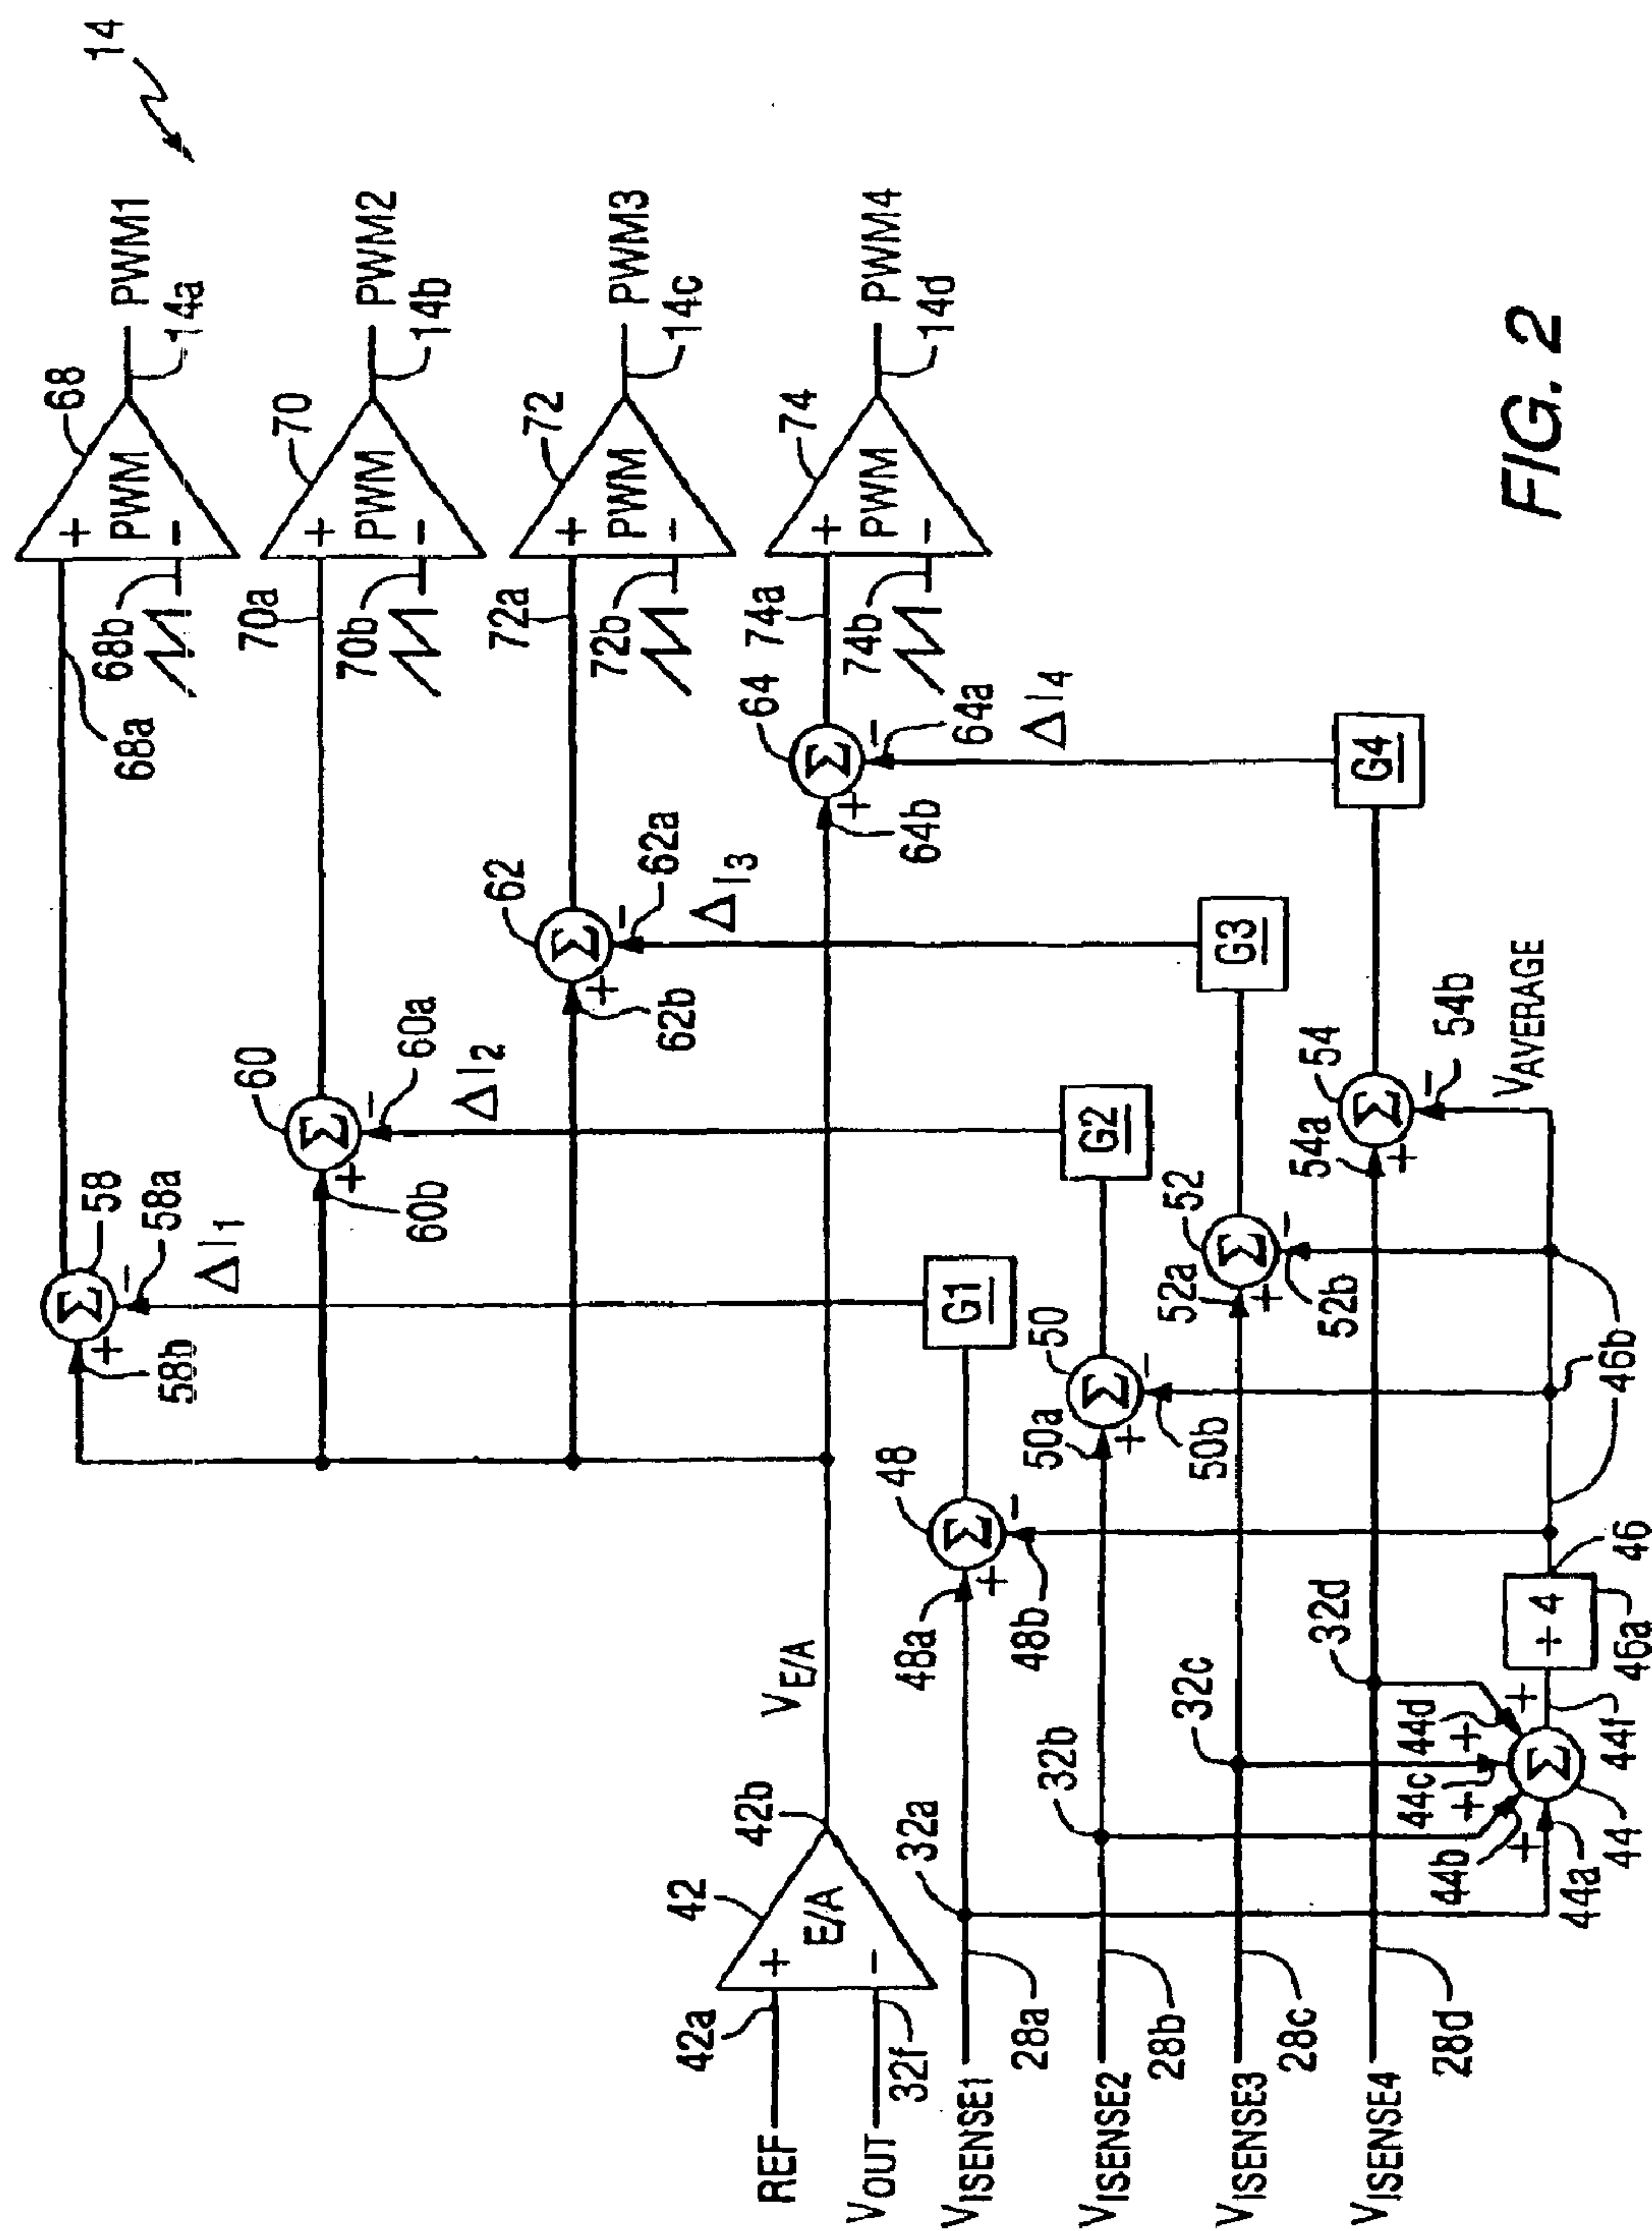 14
68
PWM1
68a
+
PWM
−
14a
68b
58
Σ
+
−
58b
58a
ΔI1
70
PWM2
70a
+
PWM
−
14b
70b
60
Σ
+
−
60b
60a
ΔI2
72
PWM3
72a
+
PWM
−
14c
72b
62
Σ
+
−
62b
62a
ΔI3
74
PWM4
74a
+
PWM
−
14d
74b
64
Σ
+
−
64b
64a
ΔI4
REF
42a
42
+
E/A
−
42b
VE/A
VOUT
32f
VISENSE1
28a
32a
48a
48
Σ
+
−
48b
G1
VISENSE2
28b
32b
50a
50
Σ
+
−
50b
G2
VISENSE3
28c
32c
52a
52
Σ
+
−
52b
G3
VISENSE4
28d
32d
54a
54
Σ
+
−
54b
G4
44b
+
44c
+
44d
+
+
44a
Σ
44
44f
÷ 4
46a
46
46b
VAVERAGE
FIG. 2